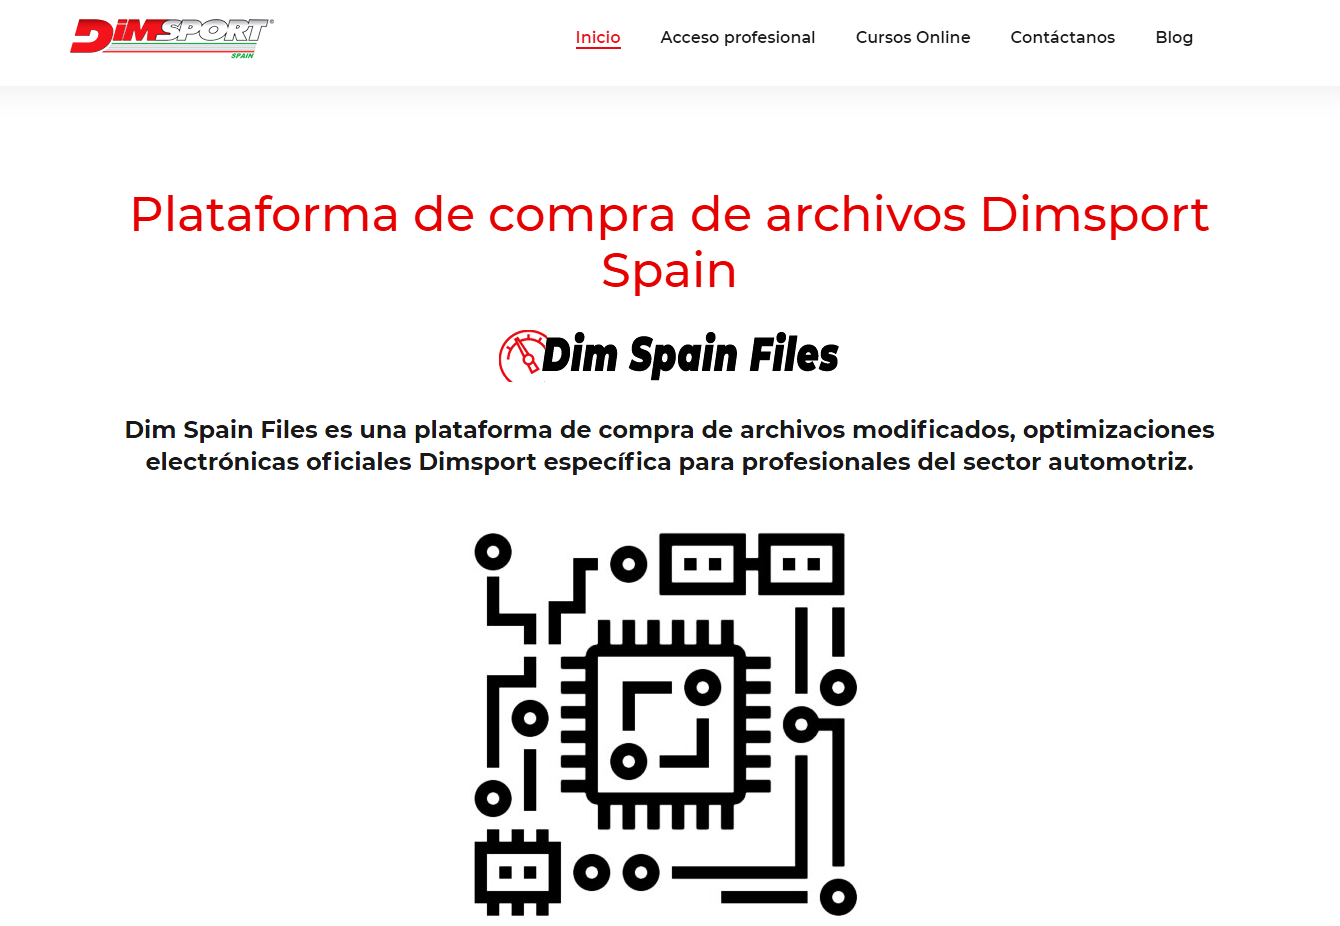 DIMSPORT®
SPAIN
Inicio Acceso profesional Cursos Online Contáctanos Blog
Plataforma de compra de archivos Dimsport
Spain
Dim Spain Files
Dim Spain Files es una plataforma de compra de archivos modificados, optimizaciones
electrónicas oficiales Dimsport específica para profesionales del sector automotriz.